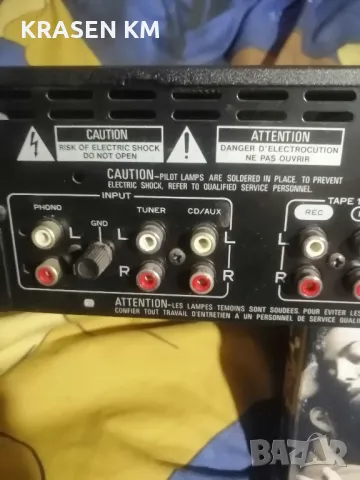 KRASEN KM
CAUTION
RISK OF ELECTRIC SHOCK
DO NOT OPEN
ATTENTION
DANGER D'ELECTROCUTION
NE PAS OUVRIR
CAUTION–PILOT LAMPS ARE SOLDERED IN PLACE. TO PREVENT
ELECTRIC SHOCK, REFER TO QUALIFIED SERVICE PERSONNEL.
INPUT
TAPE 1
PHONO
GND
TUNER
CD/AUX
REC
L
L
L
L
R
R
R
ATTENTION–LES LAMPES TEMOINS SONT SOUDEES. POUR EVITER LES
CONFIER TOUT TRAVAIL D'ENTRETIEN A UN PERSONNEL DE SERVICE QUALI
BAZAR